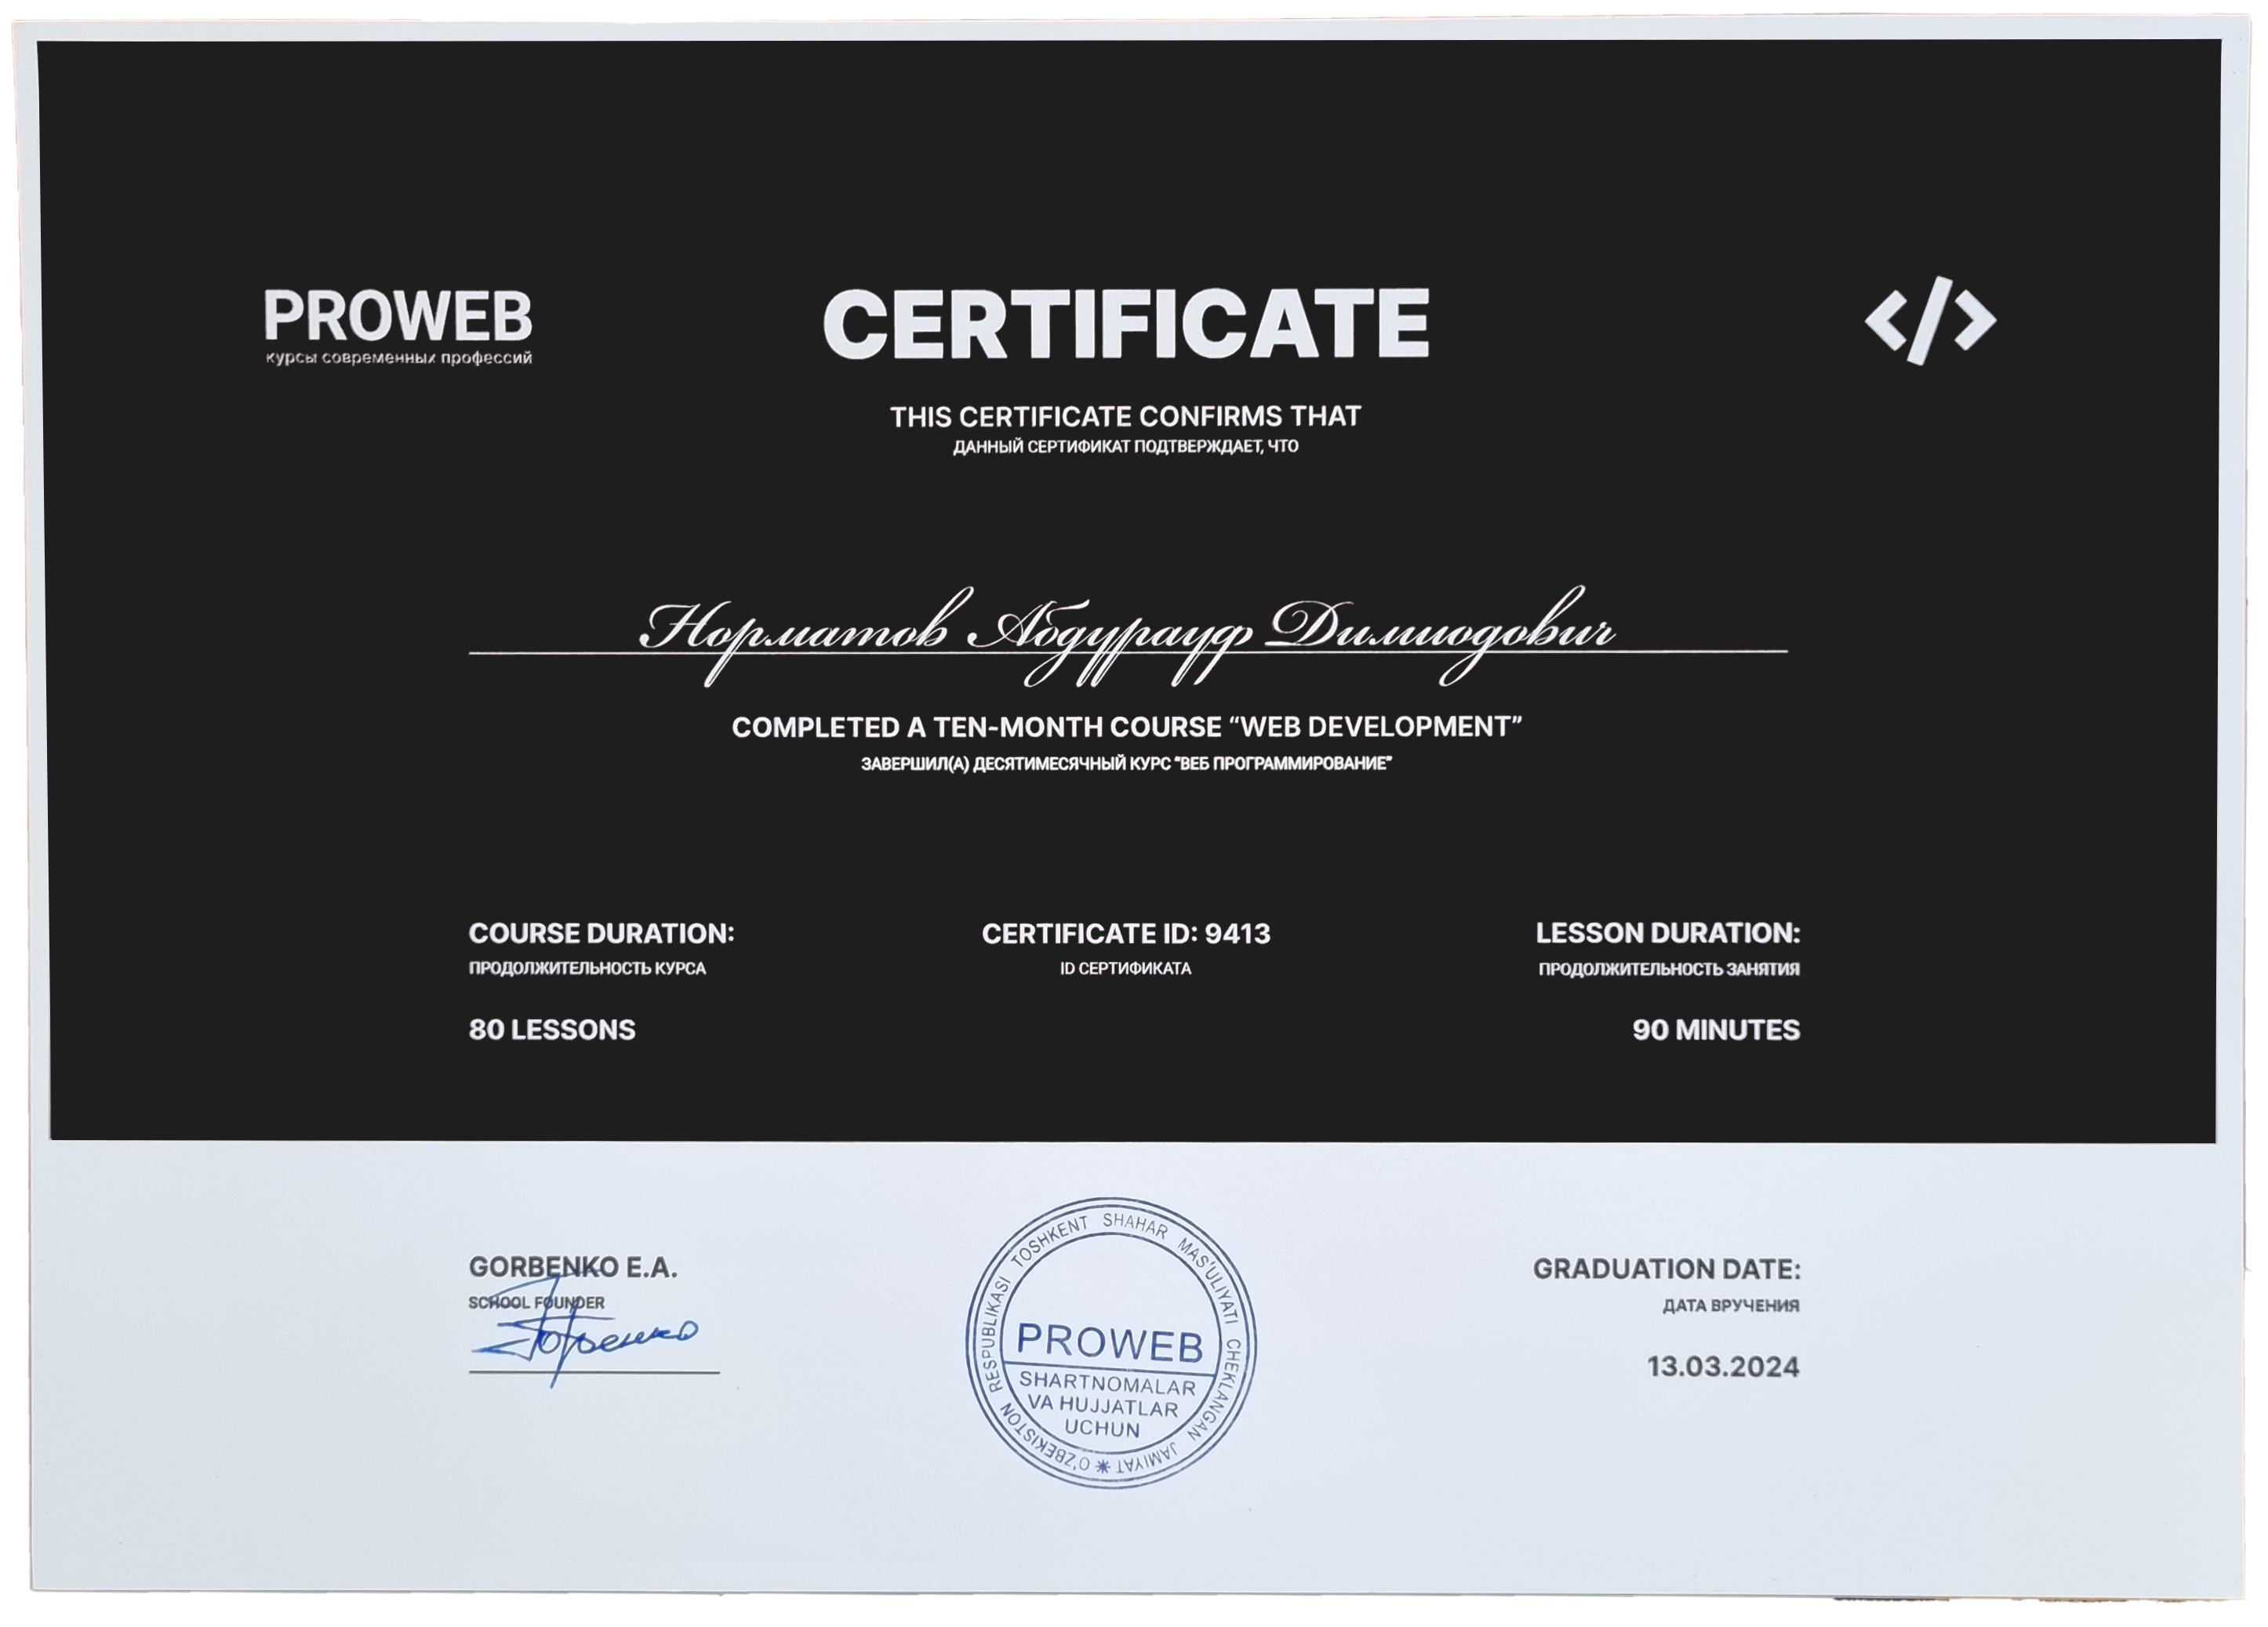 PROWEB
курсы современных профессий
CERTIFICATE
</>
THIS CERTIFICATE CONFIRMS THAT
ДАННЫЙ СЕРТИФИКАТ ПОДТВЕРЖДАЕТ, ЧТО
Норматов Абдурауф Димиодович
COMPLETED A TEN-MONTH COURSE “WEB DEVELOPMENT”
ЗАВЕРШИЛ(А) ДЕСЯТИМЕСЯЧНЫЙ КУРС “ВЕБ ПРОГРАММИРОВАНИЕ”
COURSE DURATION:
ПРОДОЛЖИТЕЛЬНОСТЬ КУРСА
80 LESSONS
CERTIFICATE ID: 9413
ID СЕРТИФИКАТА
LESSON DURATION:
ПРОДОЛЖИТЕЛЬНОСТЬ ЗАНЯТИЯ
90 MINUTES
GORBENKO E.A.
SCHOOL FOUNDER
Горбенко
O'ZBEKISTON RESPUBLIKASI TOSHKENT SHAHAR MAS'ULIYATI CHEKLANGAN JAMIYAT
PROWEB
SHARTNOMALAR
VA HUJJATLAR
UCHUN
GRADUATION DATE:
ДАТА ВРУЧЕНИЯ
13.03.2024